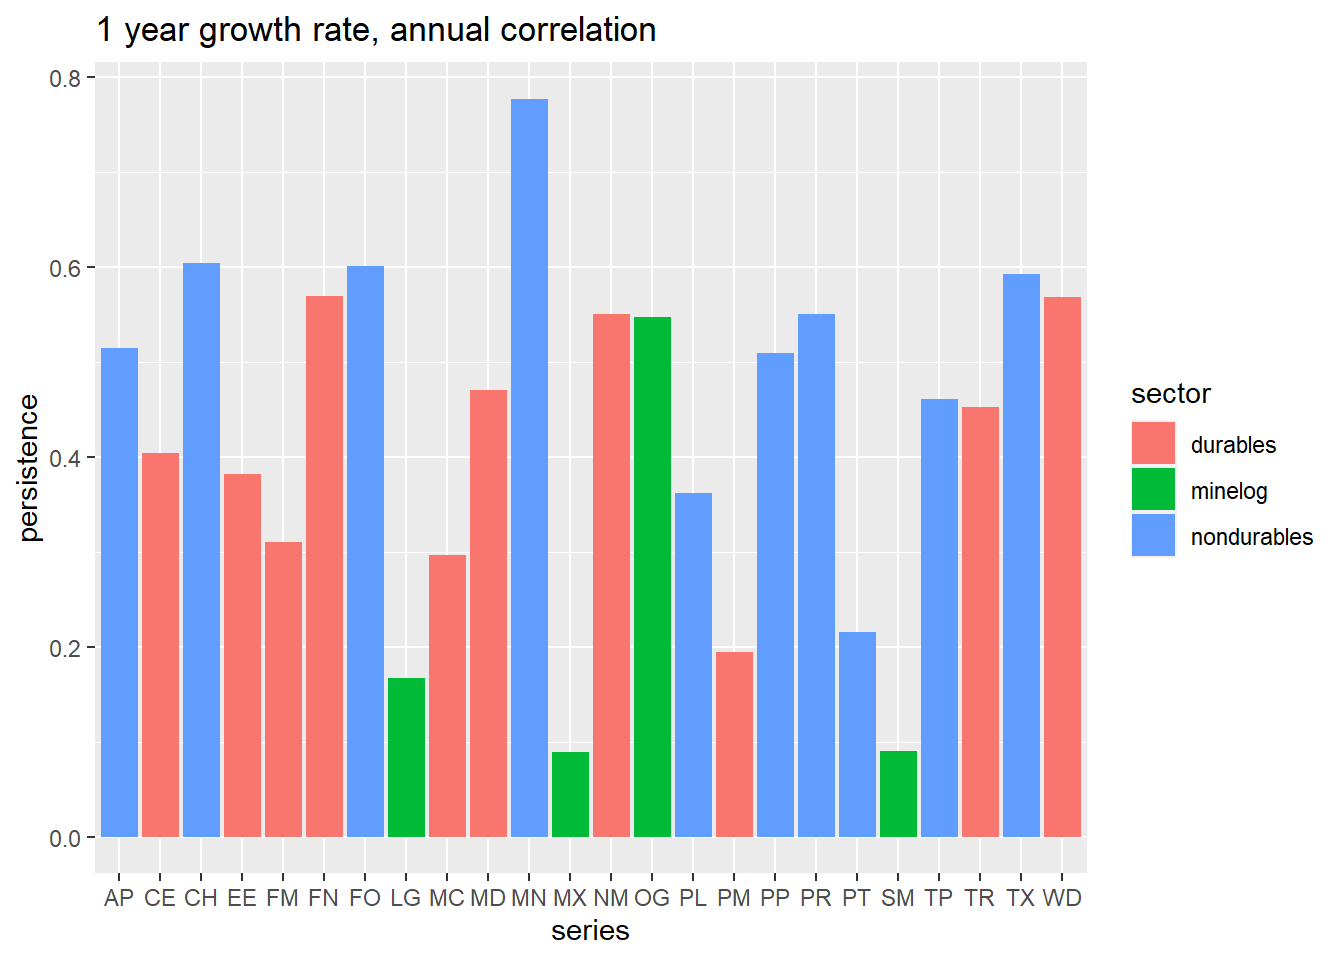 1 year growth rate, annual correlation
0.8
0.6
0.4
0.2
0.0
persistence
AP CE CH EE FM FN FO LG MC MD MN MX NM OG PL PM PP PR PT SM TP TR TX WD
series
sector
durables
minelog
nondurables